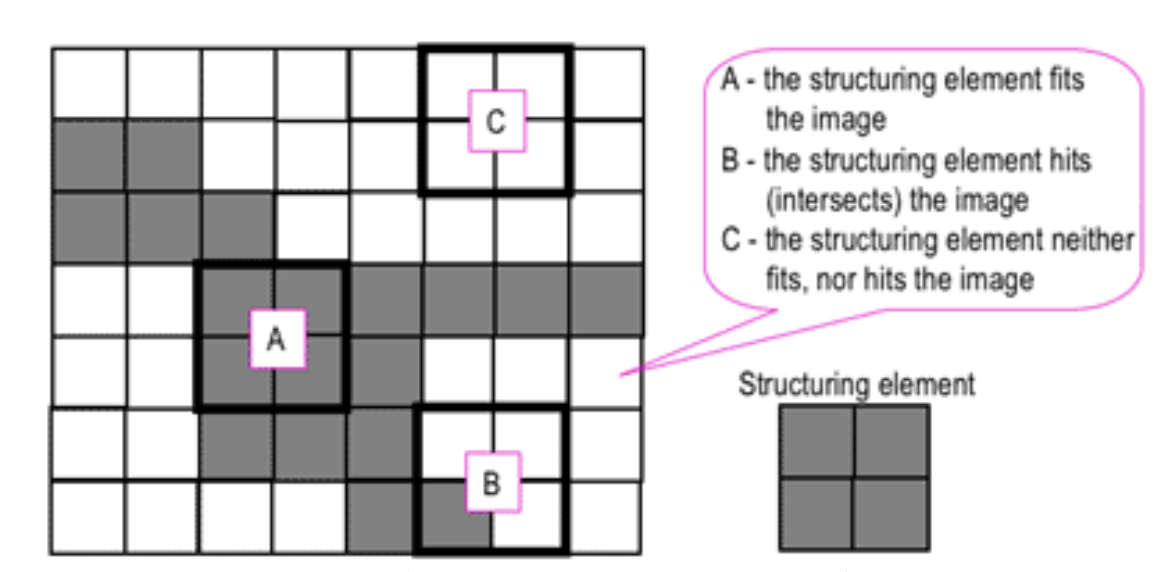 C
A - the structuring element fits
the image
B - the structuring element hits
(intersects) the image
C - the structuring element neither
fits, nor hits the image
A
Structuring element
B